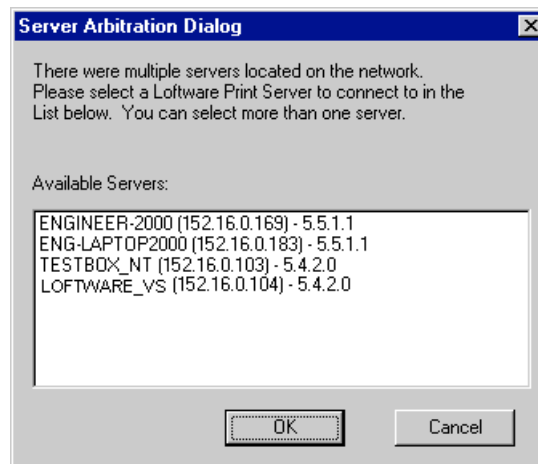 Server Arbitration Dialog
There were multiple servers located on the network.
Please select a Loftware Print Server to connect to in the
List below.  You can select more than one server.
Available Servers:
ENGINEER-2000 (152.16.0.169) - 5.5.1.1
ENG-LAPTOP2000 (152.16.0.183) - 5.5.1.1
TESTBOX_NT (152.16.0.103) - 5.4.2.0
LOFTWARE_VS (152.16.0.104) - 5.4.2.0
OK
Cancel